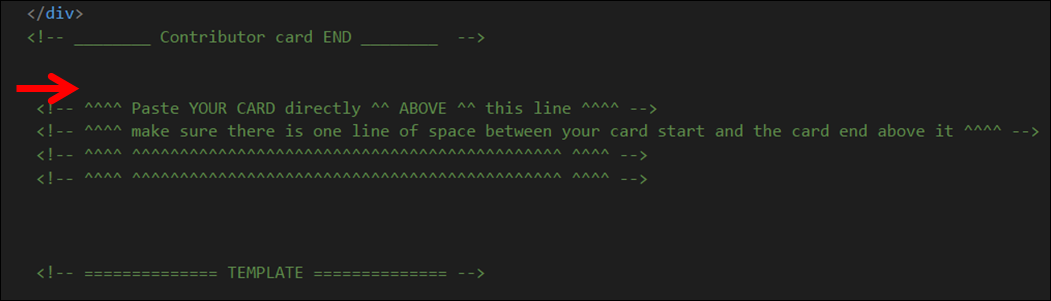 </div>
<!-- ________ Contributor card END ________  -->
<!-- ^^^^ Paste YOUR CARD directly ^^ ABOVE ^^ this line ^^^^ -->
<!-- ^^^^ make sure there is one line of space between your card start and the card end above it ^^^^ -->
<!-- ^^^^ ^^^^^^^^^^^^^^^^^^^^^^^^^^^^^^^^^^^^^^^^^^^^^ ^^^^ -->
<!-- ^^^^ ^^^^^^^^^^^^^^^^^^^^^^^^^^^^^^^^^^^^^^^^^^^^^ ^^^^ -->
<!-- ============== TEMPLATE ============== -->